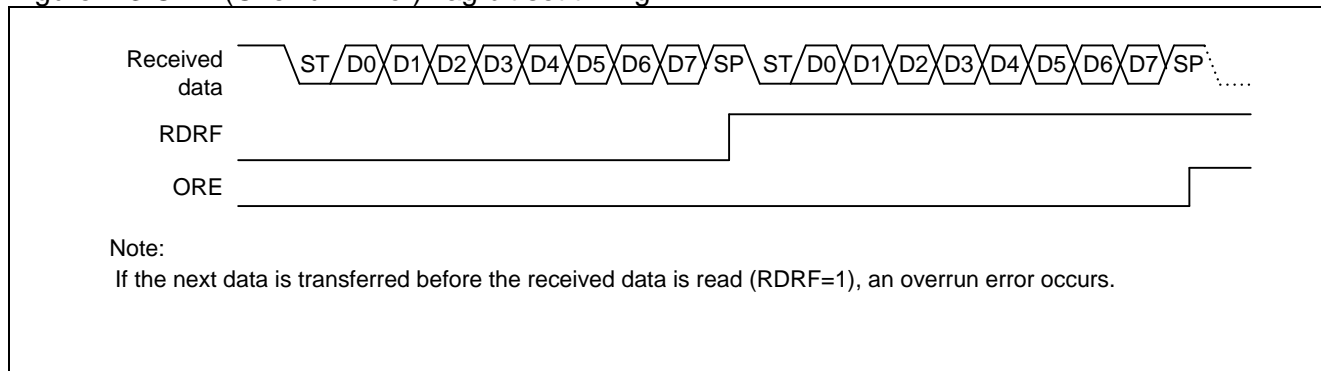 Received data
ST D0 D1 D2 D3 D4 D5 D6 D7 SP ST D0 D1 D2 D3 D4 D5 D6 D7 SP
RDRF
ORE
Note:
If the next data is transferred before the received data is read (RDRF=1), an overrun error occurs.